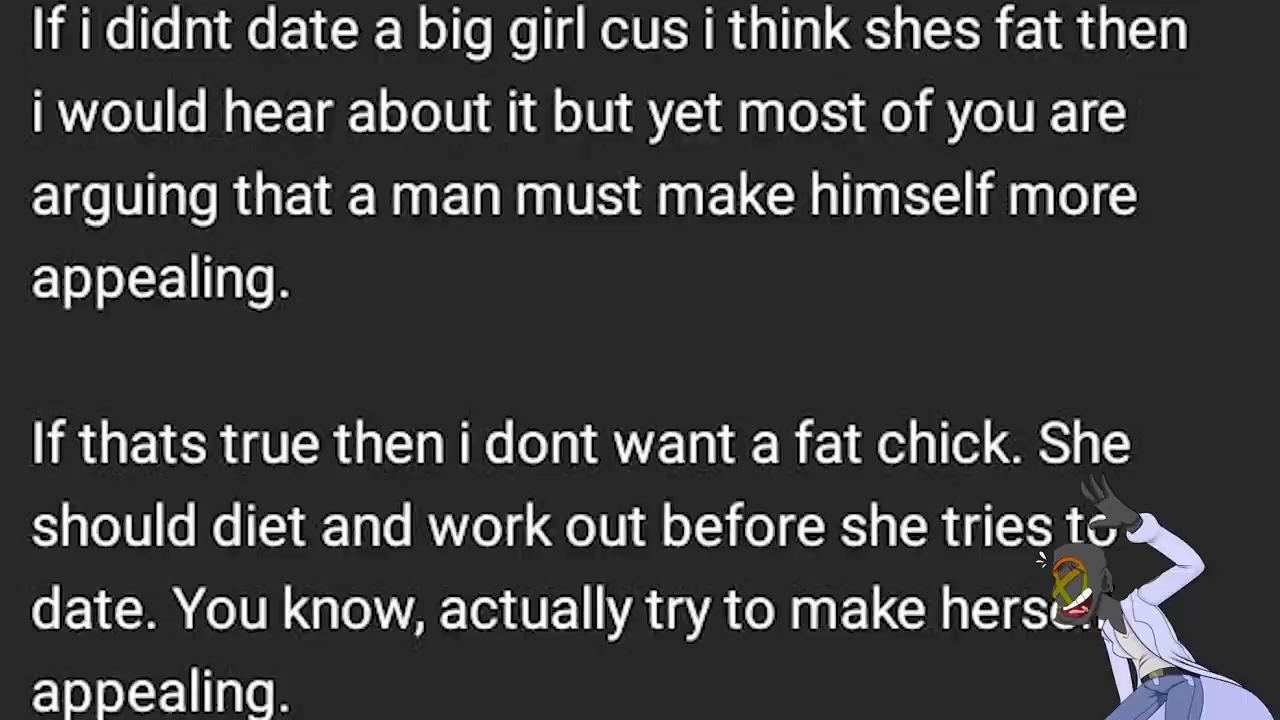 If i didnt date a big girl cus i think shes fat then
i would hear about it but yet most of you are
arguing that a man must make himself more
appealing.
If thats true then i dont want a fat chick. She
should diet and work out before she tries to
date. You know, actually try to make herself
appealing.